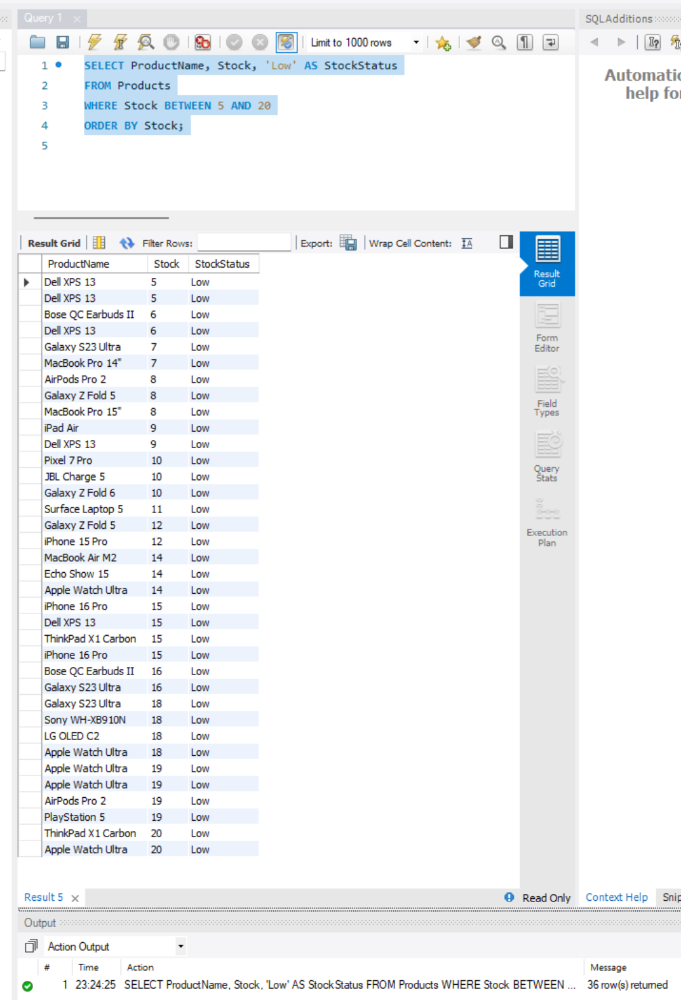 Query 1
SQLAdditions
Limit to 1000 rows
1 SELECT ProductName, Stock, 'Low' AS StockStatus
2 FROM Products
3 WHERE Stock BETWEEN 5 AND 20
4 ORDER BY Stock;
5
Automatic
help for
Result Grid Filter Rows: Export: Wrap Cell Content:
ProductName Stock StockStatus
Dell XPS 13 5 Low
Dell XPS 13 5 Low
Bose QC Earbuds II 6 Low
Dell XPS 13 6 Low
Galaxy S23 Ultra 7 Low
MacBook Pro 14" 7 Low
AirPods Pro 2 8 Low
Galaxy Z Fold 5 8 Low
MacBook Pro 15" 8 Low
iPad Air 9 Low
Dell XPS 13 9 Low
Pixel 7 Pro 10 Low
JBL Charge 5 10 Low
Galaxy Z Fold 6 10 Low
Surface Laptop 5 11 Low
Galaxy Z Fold 5 12 Low
iPhone 15 Pro 12 Low
MacBook Air M2 14 Low
Echo Show 15 14 Low
Apple Watch Ultra 14 Low
iPhone 16 Pro 15 Low
Dell XPS 13 15 Low
ThinkPad X1 Carbon 15 Low
iPhone 16 Pro 15 Low
Bose QC Earbuds II 16 Low
Galaxy S23 Ultra 16 Low
Galaxy S23 Ultra 18 Low
Sony WH-XB910N 18 Low
LG OLED C2 18 Low
Apple Watch Ultra 18 Low
Apple Watch Ultra 19 Low
Apple Watch Ultra 19 Low
AirPods Pro 2 19 Low
PlayStation 5 19 Low
ThinkPad X1 Carbon 20 Low
Apple Watch Ultra 20 Low
Result
Grid
Form
Editor
Field
Types
Query
Stats
Execution
Plan
Result 5
Read Only
Context Help
Snip
Output
Action Output
# Time Action Message
1 23:24:25 SELECT ProductName, Stock, 'Low' AS StockStatus FROM Products WHERE Stock BETWEEN ... 36 row(s) returned